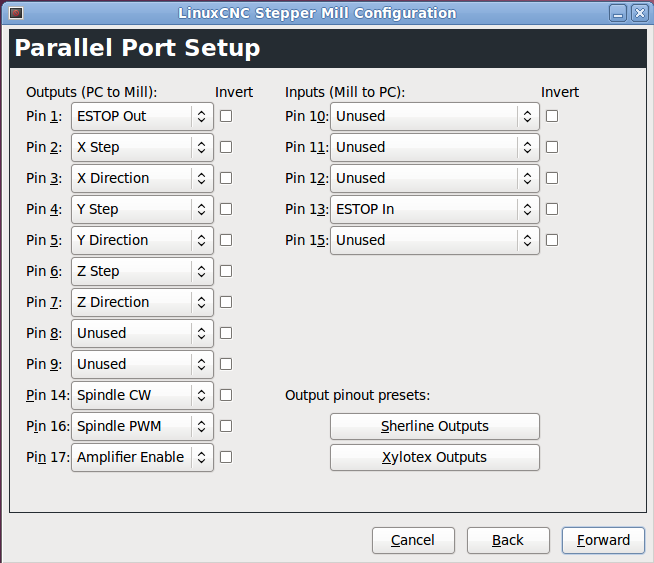 LinuxCNC Stepper Mill Configuration
Parallel Port Setup
Outputs (PC to Mill): Invert Inputs (Mill to PC): Invert
Pin 1: ESTOP Out Pin 10: Unused
Pin 2: X Step Pin 11: Unused
Pin 3: X Direction Pin 12: Unused
Pin 4: Y Step Pin 13: ESTOP In
Pin 5: Y Direction Pin 15: Unused
Pin 6: Z Step
Pin 7: Z Direction
Pin 8: Unused
Pin 9: Unused
Pin 14: Spindle CW Output pinout presets:
Pin 16: Spindle PWM Sherline Outputs
Pin 17: Amplifier Enable Xylotex Outputs
Cancel Back Forward